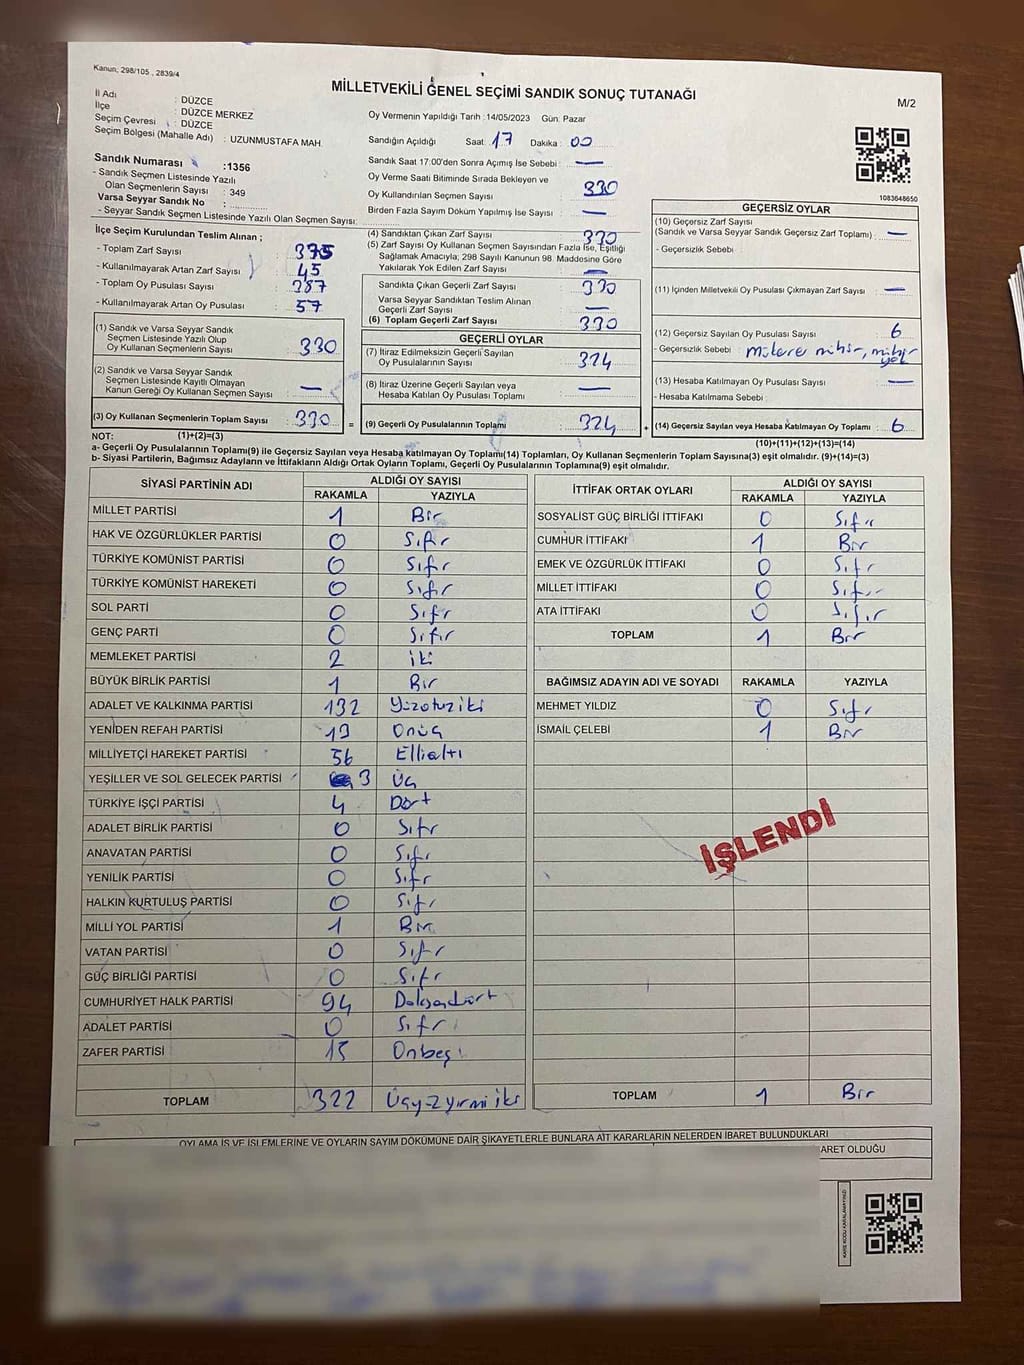 Kanun; 298/105 , 2839/4
MİLLETVEKİLİ GENEL SEÇİMİ SANDIK SONUÇ TUTANAĞI
M/2
İl Adı : DÜZCE
İlçe : DÜZCE MERKEZ
Seçim Çevresi : DÜZCE
Seçim Bölgesi (Mahalle Adı) : UZUNMUSTAFA MAH.
Sandık Numarası :1356
- Sandık Seçmen Listesinde Yazılı
Olan Seçmenlerin Sayısı : 349
Varsa Seyyar Sandık No :
- Seyyar Sandık Seçmen Listesinde Yazılı Olan Seçmen Sayısı:
Oy Vermenin Yapıldığı Tarih : 14/05/2023 Gün: Pazar
Sandığın Açıldığı Saat: 17 Dakika : 00
Sandık Saat 17:00'den Sonra Açımış İse Sebebi : —
Oy Verme Saati Bitiminde Sırada Bekleyen ve
Oy Kullandırılan Seçmen Sayısı : 330
Birden Fazla Sayım Döküm Yapılmış İse Sayısı : —
1083648650
İlçe Seçim Kurulundan Teslim Alınan ;
- Toplam Zarf Sayısı : 375
- Kullanılmayarak Artan Zarf Sayısı : 45
- Toplam Oy Pusulası Sayısı : 387
- Kullanılmayarak Artan Oy Pusulası : 57
(1) Sandık ve Varsa Seyyar Sandık
Seçmen Listesinde Yazılı Olup
Oy Kullanan Seçmenlerin Sayısı : 330
(2) Sandık ve Varsa Seyyar Sandık
Seçmen Listesinde Kayıtlı Olmayan
Kanun Gereği Oy Kullanan Seçmen Sayısı : —
(3) Oy Kullanan Seçmenlerin Toplam Sayısı : 330 =
(4) Sandıktan Çıkan Zarf Sayısı : 330
(5) Zarf Sayısı Oy Kullanan Seçmen Sayısından Fazla İse, Eşitliği
Sağlamak Amacıyla; 298 Sayılı Kanunun 98. Maddesine Göre
Yakılarak Yok Edilen Zarf Sayısı : —
Sandıkta Çıkan Geçerli Zarf Sayısı : 330
Varsa Seyyar Sandıktan Teslim Alınan
Geçerli Zarf Sayısı : —
(6) Toplam Geçerli Zarf Sayısı : 330
GEÇERLİ OYLAR
(7) İtiraz Edilmeksizin Geçerli Sayılan
Oy Pusulalarının Sayısı : 324
(8) İtiraz Üzerine Geçerli Sayılan veya
Hesaba Katılan Oy Pusulası Toplamı : —
(9) Geçerli Oy Pusulalarının Toplamı : 324 +
GEÇERSİZ OYLAR
(10) Geçersiz Zarf Sayısı
(Sandık ve Varsa Seyyar Sandık Geçersiz Zarf Toplamı) : —
- Geçersizlik Sebebi :
(11) İçinden Milletvekili Oy Pusulası Çıkmayan Zarf Sayısı : —
(12) Geçersiz Sayılan Oy Pusulası Sayısı : 6
- Geçersizlik Sebebi : mükerer mühür, mühür
yok
(13) Hesaba Katılmayan Oy Pusulası Sayısı : —
- Hesaba Katılmama Sebebi :
(14) Geçersiz Sayılan veya Hesaba Katılmayan Oy Toplamı : 6
NOT: (1)+(2)=(3)
(10)+(11)+(12)+(13)=(14)
a- Geçerli Oy Pusulalarının Toplamı(9) ile Geçersiz Sayılan veya Hesaba katılmayan Oy Toplamı(14) Toplamları, Oy Kullanan Seçmenlerin Toplam Sayısına(3) eşit olmalıdır. (9)+(14)=(3)
b- Siyasi Partilerin, Bağımsız Adayların ve İttifakların Aldığı Ortak Oyların Toplamı, Geçerli Oy Pusulalarının Toplamına(9) eşit olmalıdır.
SİYASİ PARTİNİN ADI ALDIĞI OY SAYISI
RAKAMLA YAZIYLA
MİLLET PARTİSİ 1 Bir
HAK VE ÖZGÜRLÜKLER PARTİSİ 0 Sıfır
TÜRKİYE KOMÜNİST PARTİSİ 0 Sıfır
TÜRKİYE KOMÜNİST HAREKETİ 0 Sıfır
SOL PARTİ 0 Sıfır
GENÇ PARTİ 0 Sıfır
MEMLEKET PARTİSİ 2 iki
BÜYÜK BİRLİK PARTİSİ 1 Bir
ADALET VE KALKINMA PARTİSİ 132 Yüzotuziki
YENİDEN REFAH PARTİSİ 13 Onüç
MİLLİYETÇİ HAREKET PARTİSİ 56 Ellialtı
YEŞİLLER VE SOL GELECEK PARTİSİ 3 Üç
TÜRKİYE İŞÇİ PARTİSİ 4 Dört
ADALET BİRLİK PARTİSİ 0 Sıfır
ANAVATAN PARTİSİ 0 Sıfır
YENİLİK PARTİSİ 0 Sıfır
HALKIN KURTULUŞ PARTİSİ 0 Sıfır
MİLLİ YOL PARTİSİ 1 Bir
VATAN PARTİSİ 0 Sıfır
GÜÇ BİRLİĞİ PARTİSİ 0 Sıfır
CUMHURİYET HALK PARTİSİ 94 Doksandört
ADALET PARTİSİ 0 Sıfır
ZAFER PARTİSİ 15 Onbeş
TOPLAM 322 Üçyüzyirmiiki
İTTİFAK ORTAK OYLARI ALDIĞI OY SAYISI
RAKAMLA YAZIYLA
SOSYALİST GÜÇ BİRLİĞİ İTTİFAKI 0 Sıfır
CUMHUR İTTİFAKI 1 Bir
EMEK VE ÖZGÜRLÜK İTTİFAKI 0 Sıfır
MİLLET İTTİFAKI 0 Sıfır
ATA İTTİFAKI 0 Sıfır
TOPLAM 1 Bir
BAĞIMSIZ ADAYIN ADI VE SOYADI RAKAMLA YAZIYLA
MEHMET YILDIZ 0 Sıfır
İSMAİL ÇELEBİ 1 Bir
İŞLENDİ
TOPLAM 1 Bir
OYLAMA İŞ VE İŞLEMLERİNE VE OYLARIN SAYIM DÖKÜMÜNE DAİR ŞİKAYETLERLE BUNLARA AİT KARARLARIN NELERDEN İBARET BULUNDUKLARI
ARET OLDUĞU
KARE KODU KARALAMAYINIZ!